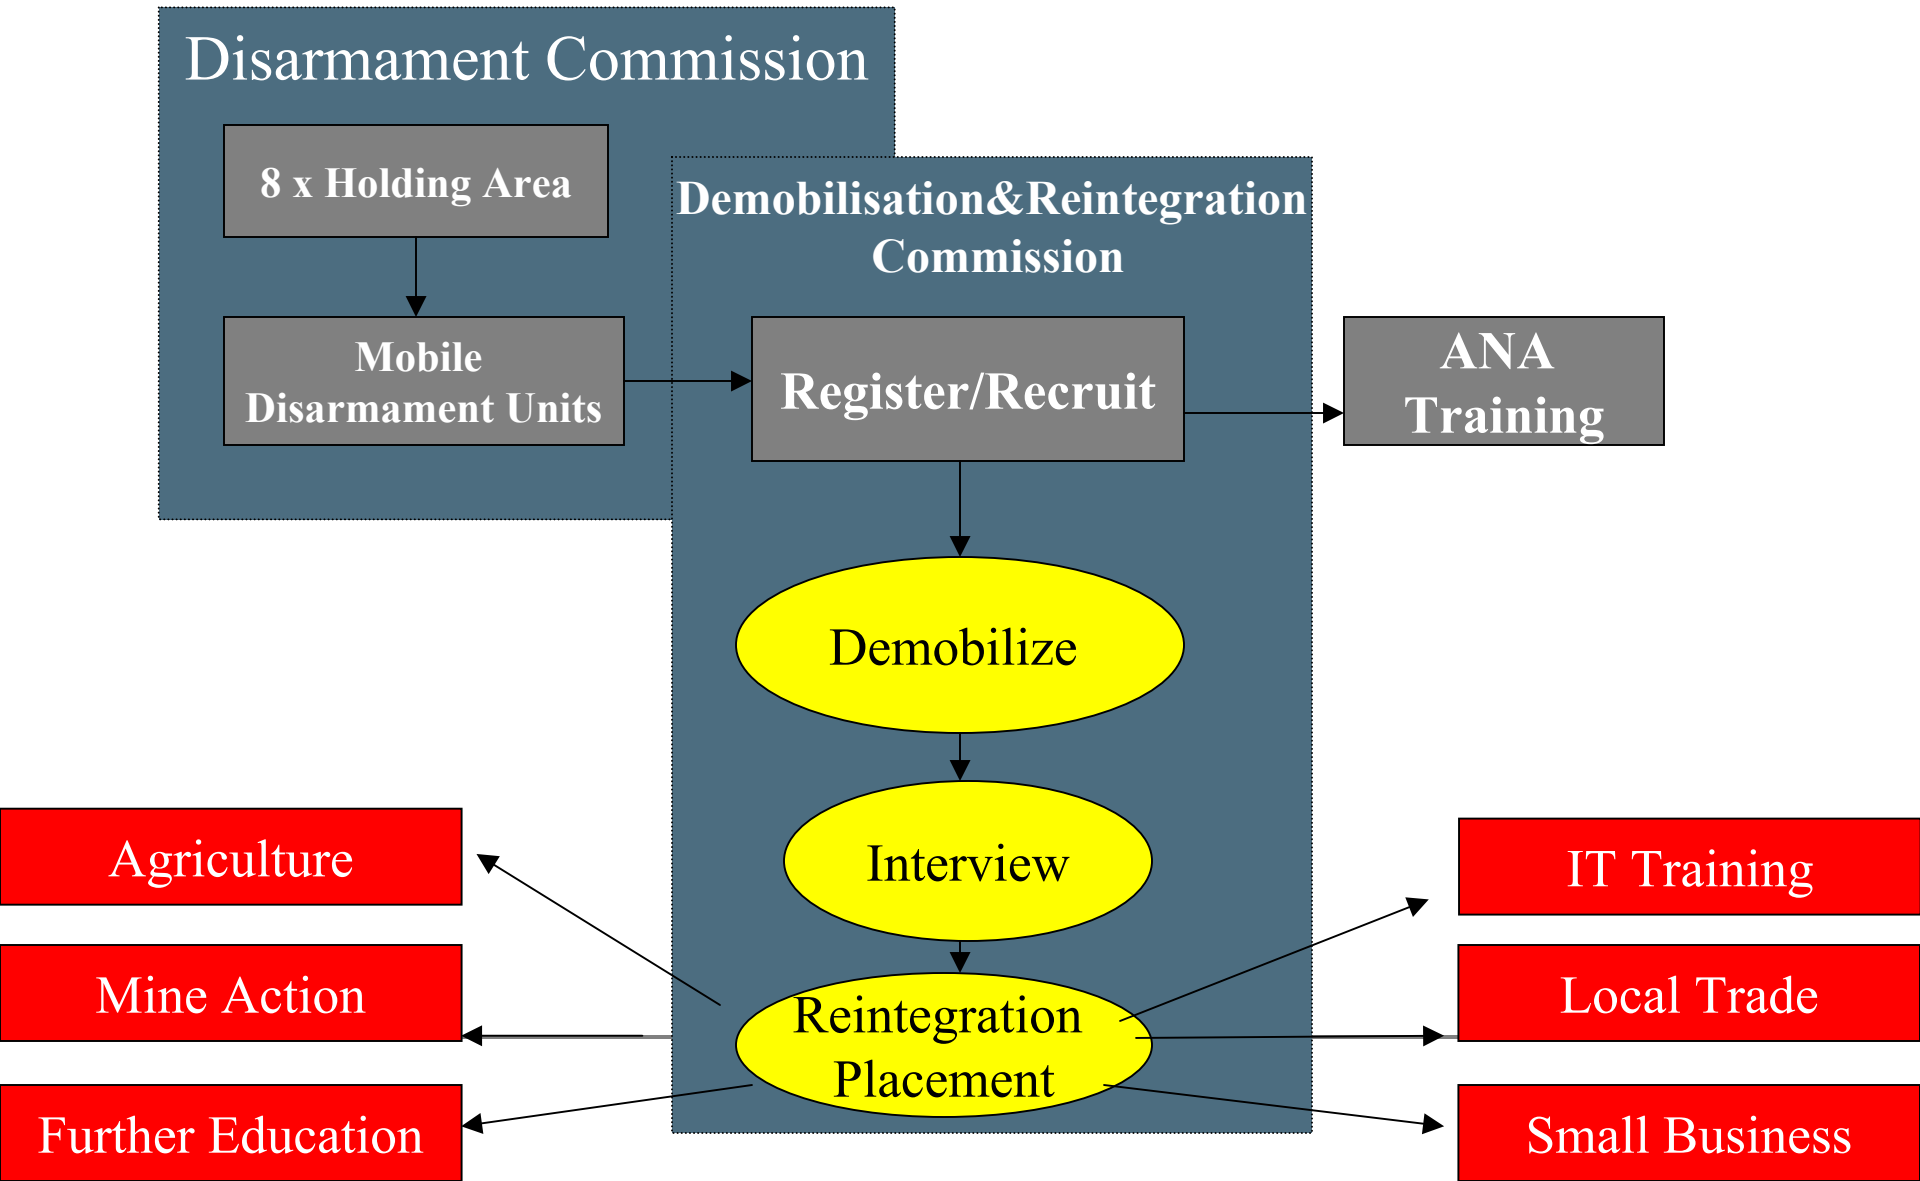 Disarmament Commission
8 x Holding Area
Mobile
Disarmament Units
Demobilisation&Reintegration
Commission
Register/Recruit
ANA
Training
Demobilize
Interview
Reintegration
Placement
Agriculture
Mine Action
Further Education
IT Training
Local Trade
Small Business